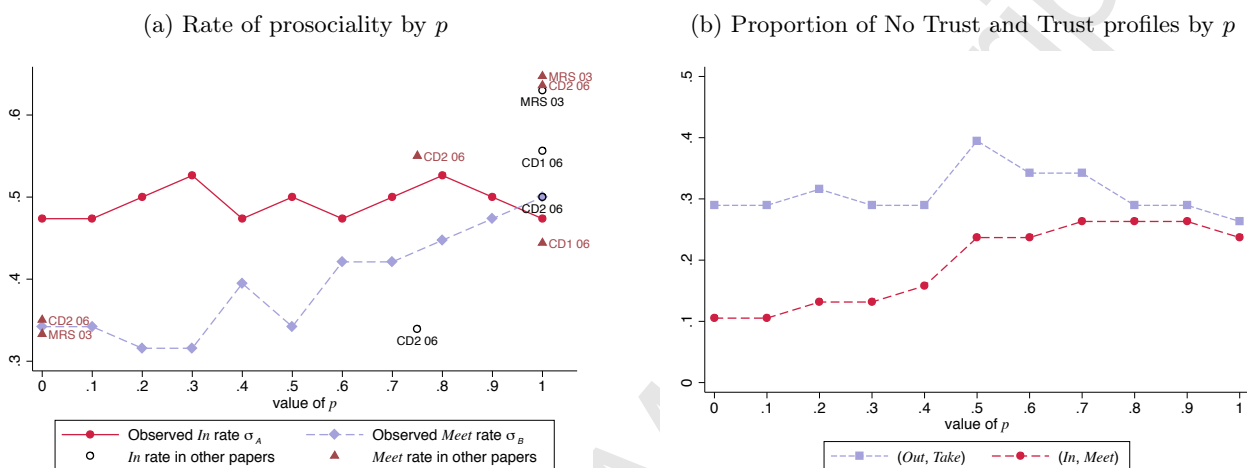 (a) Rate of prosociality by p
MRS 03
CD2 06
MRS 03
CD2 06
CD1 06
CD2 06
CD1 06
CD2 06
MRS 03
CD2 06
.6
.5
.4
.3
0 .1 .2 .3 .4 .5 .6 .7 .8 .9 1
value of p
Observed In rate σA Observed Meet rate σB
In rate in other papers Meet rate in other papers
(b) Proportion of No Trust and Trust profiles by p
.5
.4
.3
.2
.1
0
0 .1 .2 .3 .4 .5 .6 .7 .8 .9 1
value of p
(Out, Take) (In, Meet)